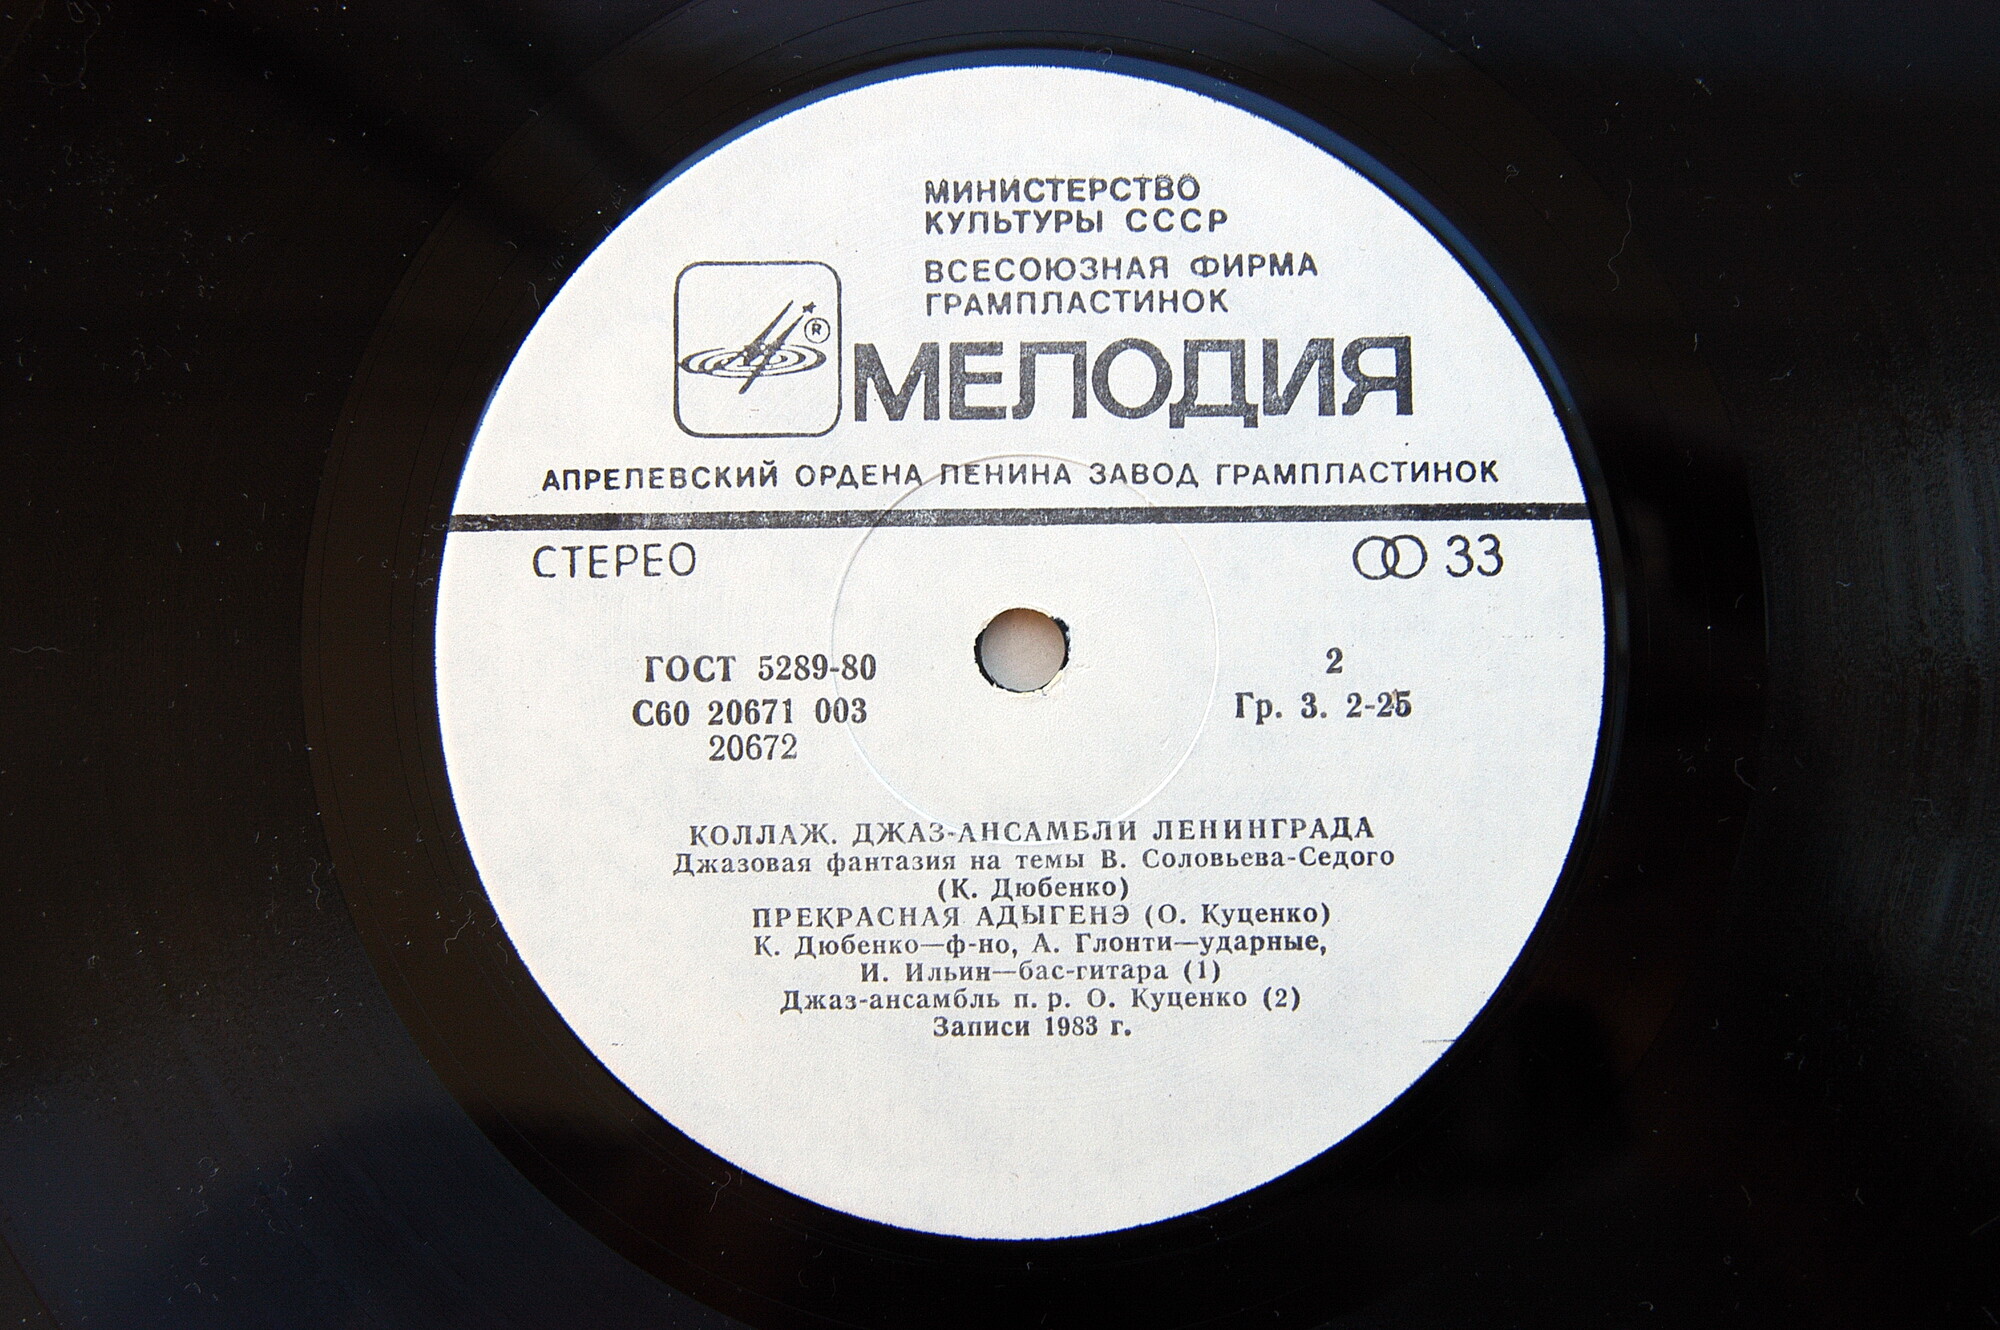 МИНИСТЕРСТВО
КУЛЬТУРЫ СССР
ВСЕСОЮЗНАЯ ФИРМА
ГРАМПЛАСТИНОК
®
МЕЛОДИЯ
АПРЕЛЕВСКИЙ ОРДЕНА ЛЕНИНА ЗАВОД ГРАМПЛАСТИНОК
СТЕРЕО
33
ГОСТ 5289-80
С60 20671 003
20672
2
Гр. 3. 2-25
КОЛЛАЖ. ДЖАЗ-АНСАМБЛИ ЛЕНИНГРАДА
Джазовая фантазия на темы В. Соловьева-Седого
(К. Дюбенко)
ПРЕКРАСНАЯ АДЫГЕНЭ (О. Куценко)
К. Дюбенко—ф-но, А. Глонти—ударные,
И. Ильин—бас-гитара (1)
Джаз-ансамбль п. р. О. Куценко (2)
Записи 1983 г.